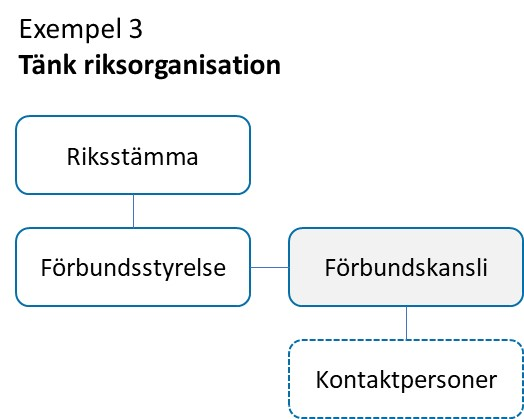 Exempel 3
Tänk riksorganisation
Riksstämma
Förbundsstyrelse
Förbundskansli
Kontaktpersoner